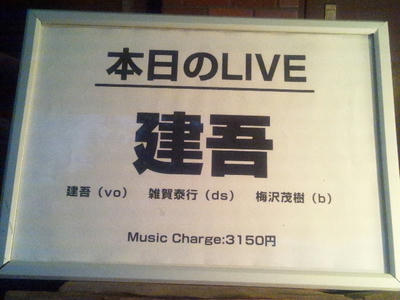 本日のLIVE
建吾
建吾（vo） 雑賀泰行（ds） 梅沢茂樹（b）
Music Charge:3150円